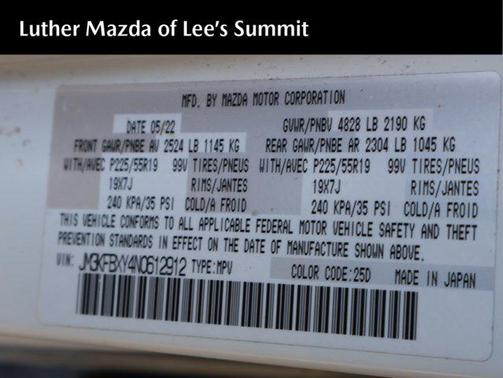 Luther Mazda of Lee's Summit
MFD. BY MAZDA MOTOR CORPORATION
DATE 05/22 GVWR/PNBV 4828 LB 2190 KG
FRONT GAWR/PNBE AV 2524 LB 1145 KG REAR GAWR/PNBE AR 2304 LB 1045 KG
WITH/AVEC P225/55R19 99V TIRES/PNEUS WITH/AVEC P225/55R19 99V TIRES/PNEUS
19X7J RIMS/JANTES 19X7J RIMS/JANTES
240 KPA/35 PSI COLD/A FROID 240 KPA/35 PSI COLD/A FROID
THIS VEHICLE CONFORMS TO ALL APPLICABLE FEDERAL MOTOR VEHICLE SAFETY AND THEFT
PREVENTION STANDARDS IN EFFECT ON THE DATE OF MANUFACTURE SHOWN ABOVE.
VIN: JM3KFBXY4N0612912 TYPE:MPV COLOR CODE:25D MADE IN JAPAN